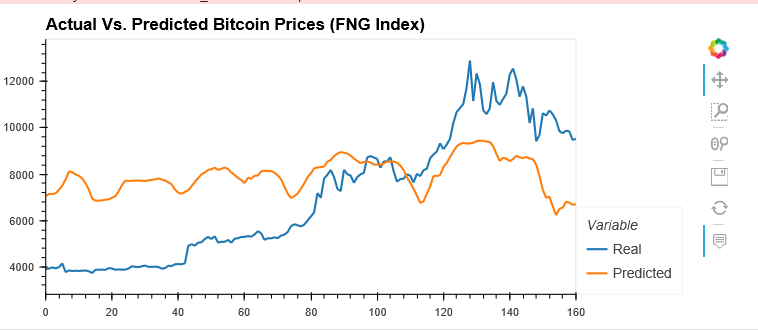 Actual Vs. Predicted Bitcoin Prices (FNG Index)
12000
10000
8000
6000
4000
0 20 40 60 80 100 120 140 160
Variable
Real
Predicted